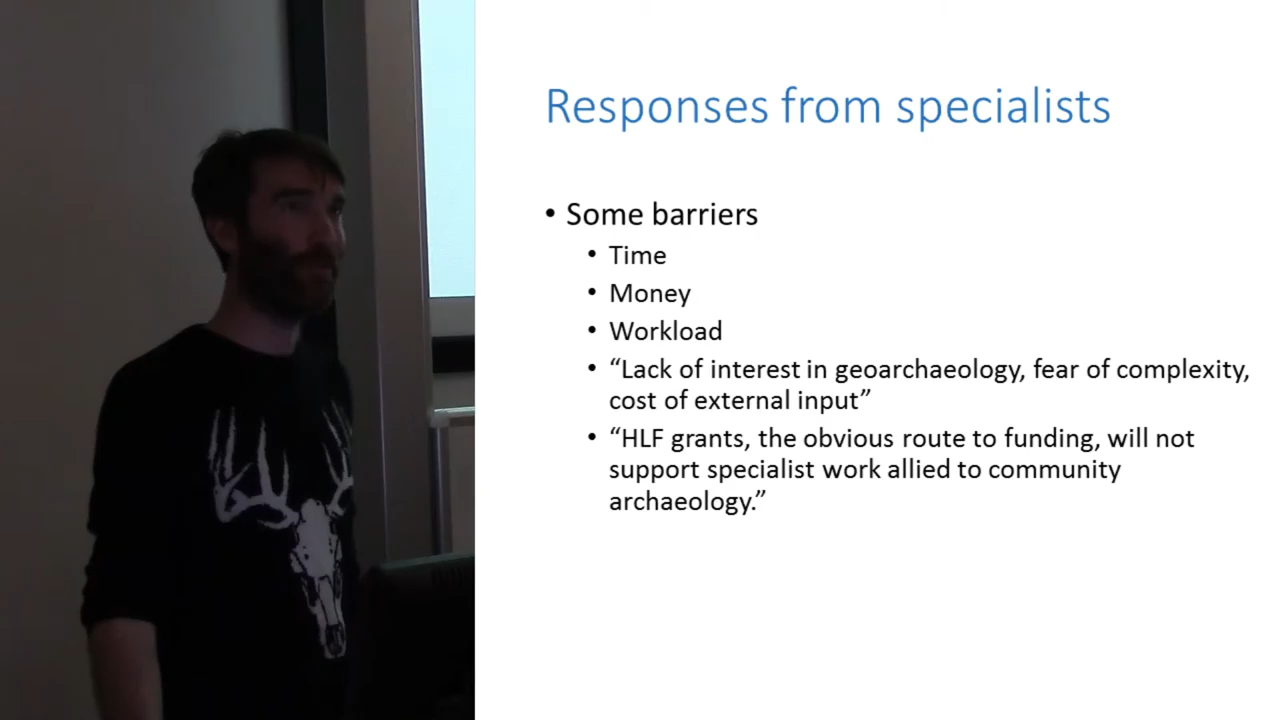 Responses from specialists
• Some barriers
• Time
• Money
• Workload
• “Lack of interest in geoarchaeology, fear of complexity,
cost of external input”
• “HLF grants, the obvious route to funding, will not
support specialist work allied to community
archaeology.”